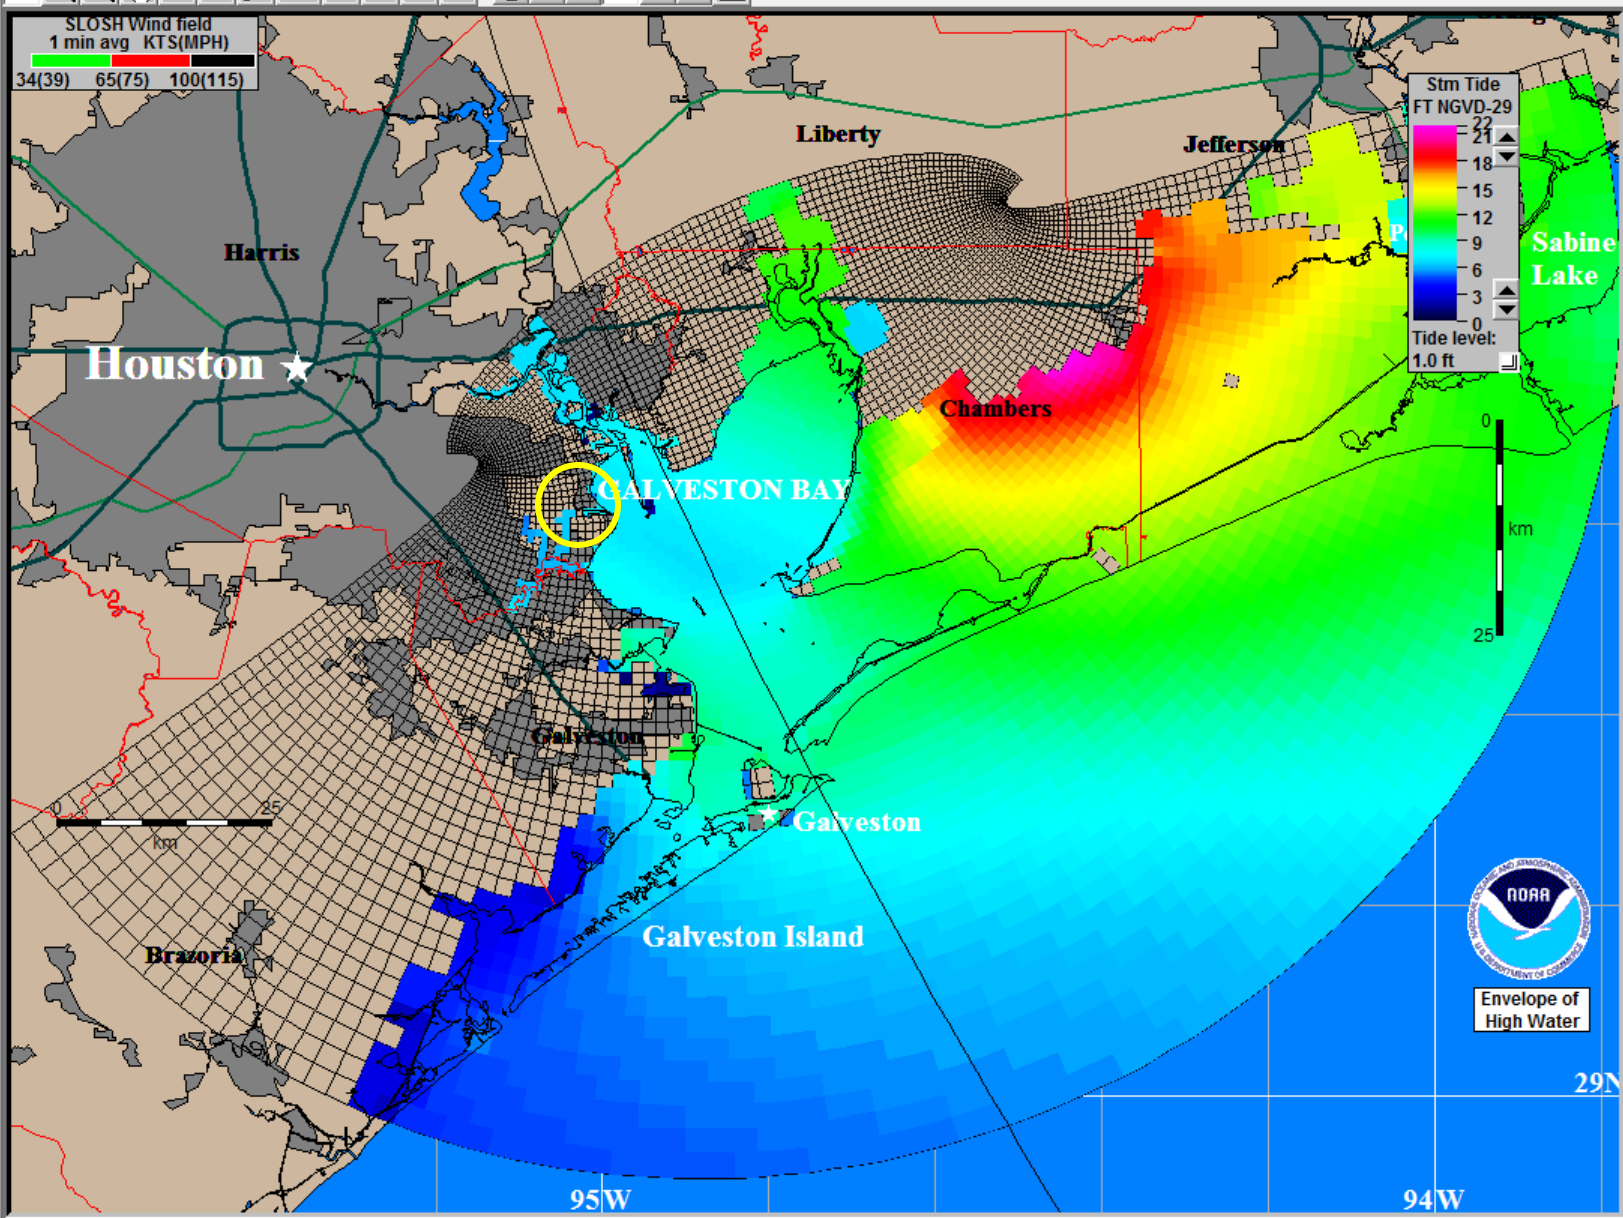 SLOSH Wind field
1 min avg KTS(MPH)
34(39) 65(75) 100(115)
Liberty
Jefferson
Stm Tide
FT NGVD-29
22
21
18
15
12
9
6
3
0
Tide level:
1.0 ft
Sabine
Lake
Harris
Houston
Chambers
GALVESTON BAY
0
km
25
Galveston
0 25
km
Galveston
Galveston Island
Brazoria
NOAA
Envelope of
High Water
29N
95W
94W